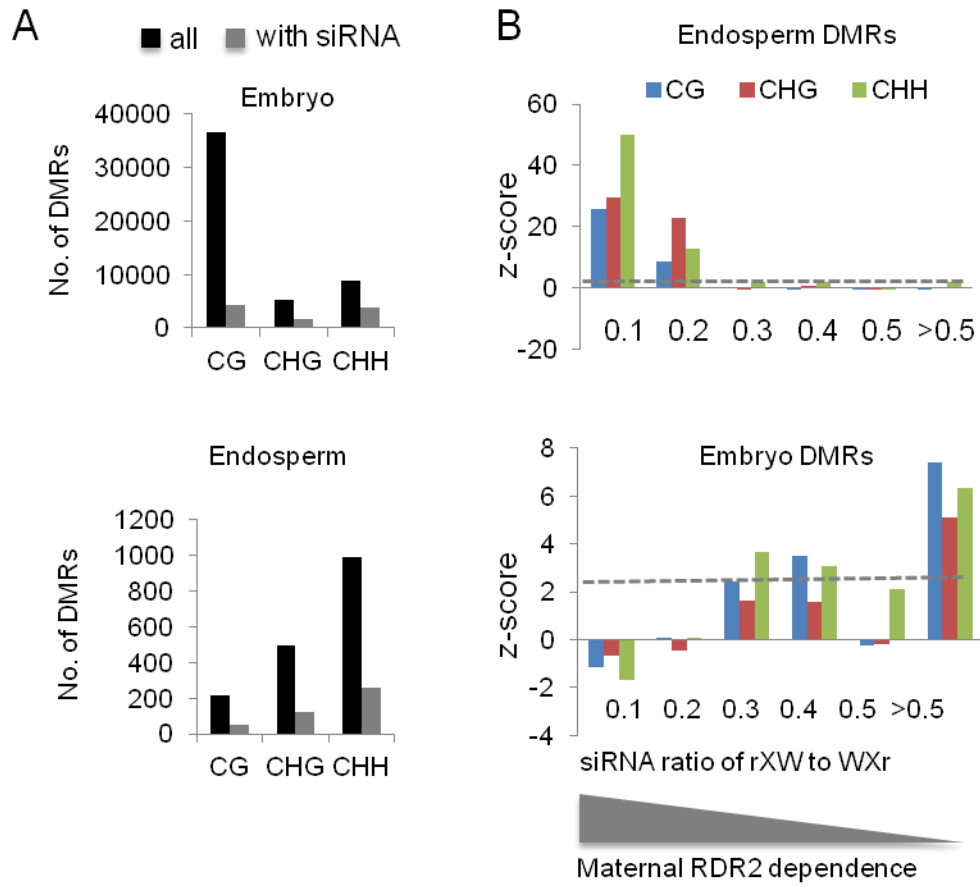 A
all
with siRNA
Embryo
No. of DMRs
40000
30000
20000
10000
0
CG CHG CHH
Endosperm
No. of DMRs
1200
1000
800
600
400
200
0
CG CHG CHH
B
Endosperm DMRs
CG CHG CHH
z-score
60
40
20
0
-20
0.1 0.2 0.3 0.4 0.5 >0.5
Embryo DMRs
z-score
8
6
4
2
0
-2
-4
0.1 0.2 0.3 0.4 0.5 >0.5
siRNA ratio of rXW to WXr
Maternal RDR2 dependence